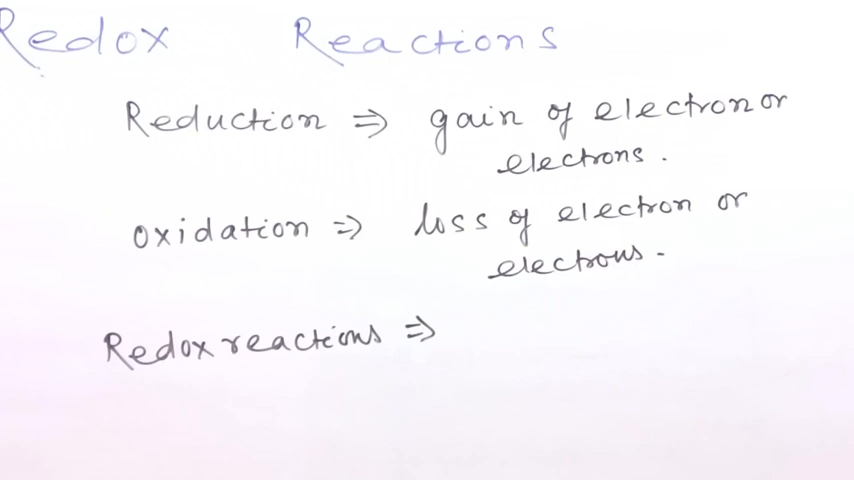 Redox Reactions
Reduction ⇒ gain of electron or
electrons.
oxidation ⇒ loss of electron or
electrons.
Redox reactions ⇒